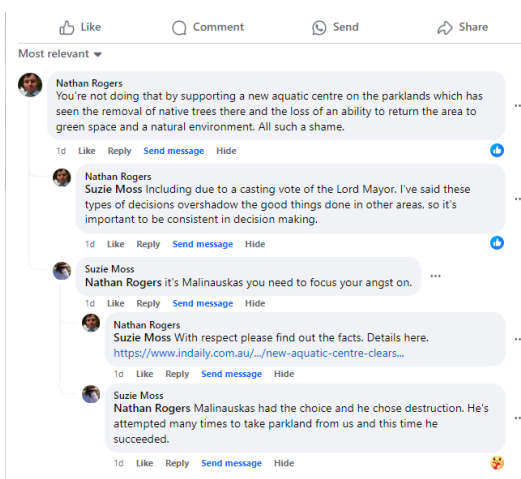 Like Comment Send Share
Most relevant
Nathan Rogers
You're not doing that by supporting a new aquatic centre on the parklands which has
seen the removal of native trees there and the loss of an ability to return the area to
green space and a natural environment. All such a shame.
1d Like Reply Send message Hide
Nathan Rogers
Suzie Moss Including due to a casting vote of the Lord Mayor. I've said these
types of decisions overshadow the good things done in other areas, so it's
important to be consistent in decision making.
1d Like Reply Send message Hide
Suzie Moss
Nathan Rogers it's Malinauskas you need to focus your angst on.
1d Like Reply Send message Hide
Nathan Rogers
Suzie Moss With respect please find out the facts. Details here.
https://www.indaily.com.au/.../new-aquatic-centre-clears...
1d Like Reply Send message Hide
Suzie Moss
Nathan Rogers Malinauskas had the choice and he chose destruction. He's
attempted many times to take parkland from us and this time he
succeeded.
1d Like Reply Send message Hide